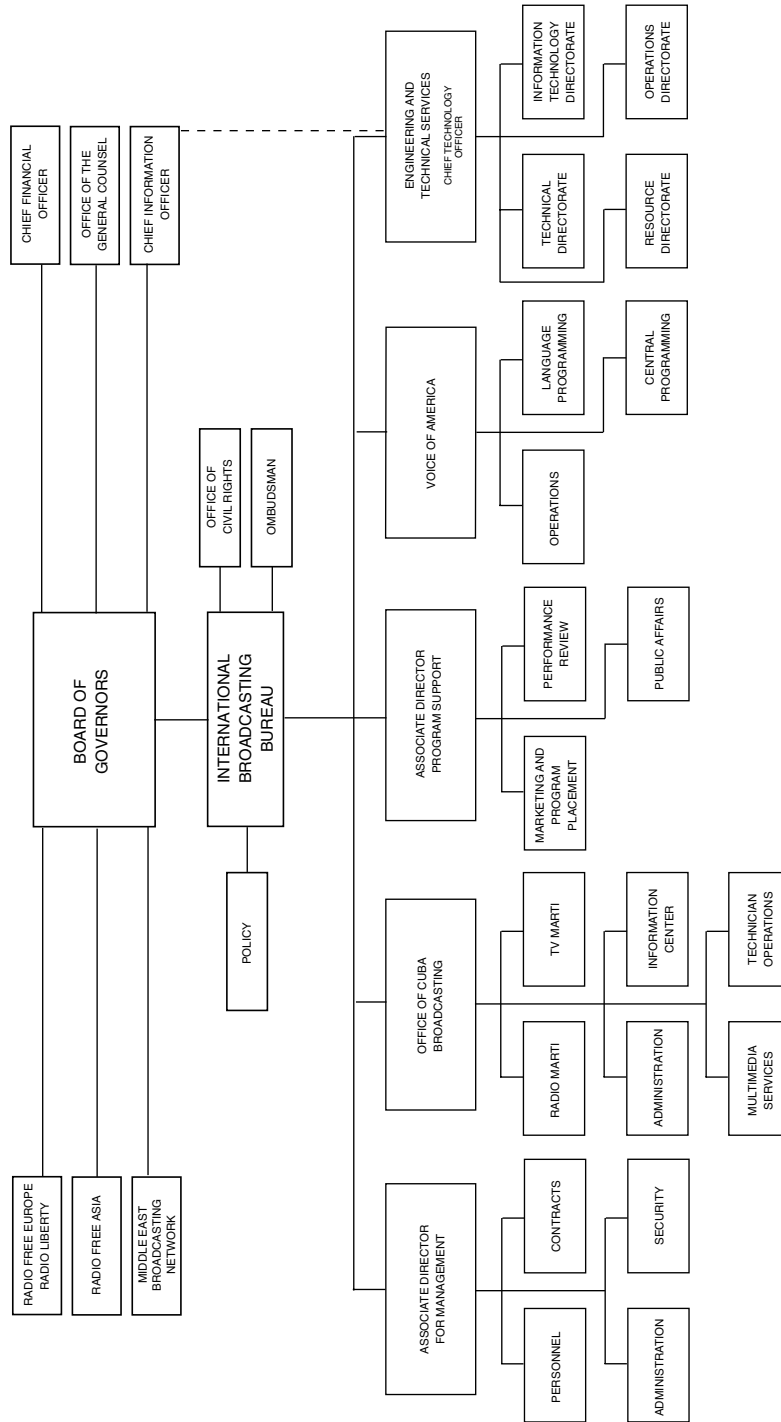 RADIO FREE EUROPE
RADIO LIBERTY
RADIO FREE ASIA
MIDDLE EAST
BROADCASTING
NETWORK
BOARD OF
GOVERNORS
CHIEF FINANCIAL
OFFICER
OFFICE OF THE
GENERAL COUNSEL
CHIEF INFORMATION
OFFICER
POLICY
INTERNATIONAL
BROADCASTING
BUREAU
OFFICE OF
CIVIL RIGHTS
OMBUDSMAN
ASSOCIATE DIRECTOR
FOR MANAGEMENT
PERSONNEL
CONTRACTS
ADMINISTRATION
SECURITY
OFFICE OF CUBA
BROADCASTING
RADIO MARTI
TV MARTI
ADMINISTRATION
INFORMATION
CENTER
MULTIMEDIA
SERVICES
TECHNICIAN
OPERATIONS
ASSOCIATE DIRECTOR
PROGRAM SUPPORT
MARKETING AND
PROGRAM
PLACEMENT
PERFORMANCE
REVIEW
PUBLIC AFFAIRS
VOICE OF AMERICA
OPERATIONS
LANGUAGE
PROGRAMMING
CENTRAL
PROGRAMMING
ENGINEERING AND
TECHNICAL SERVICES
CHIEF TECHNOLOGY
OFFICER
TECHNICAL
DIRECTORATE
INFORMATION
TECHNOLOGY
DIRECTORATE
RESOURCE
DIRECTORATE
OPERATIONS
DIRECTORATE